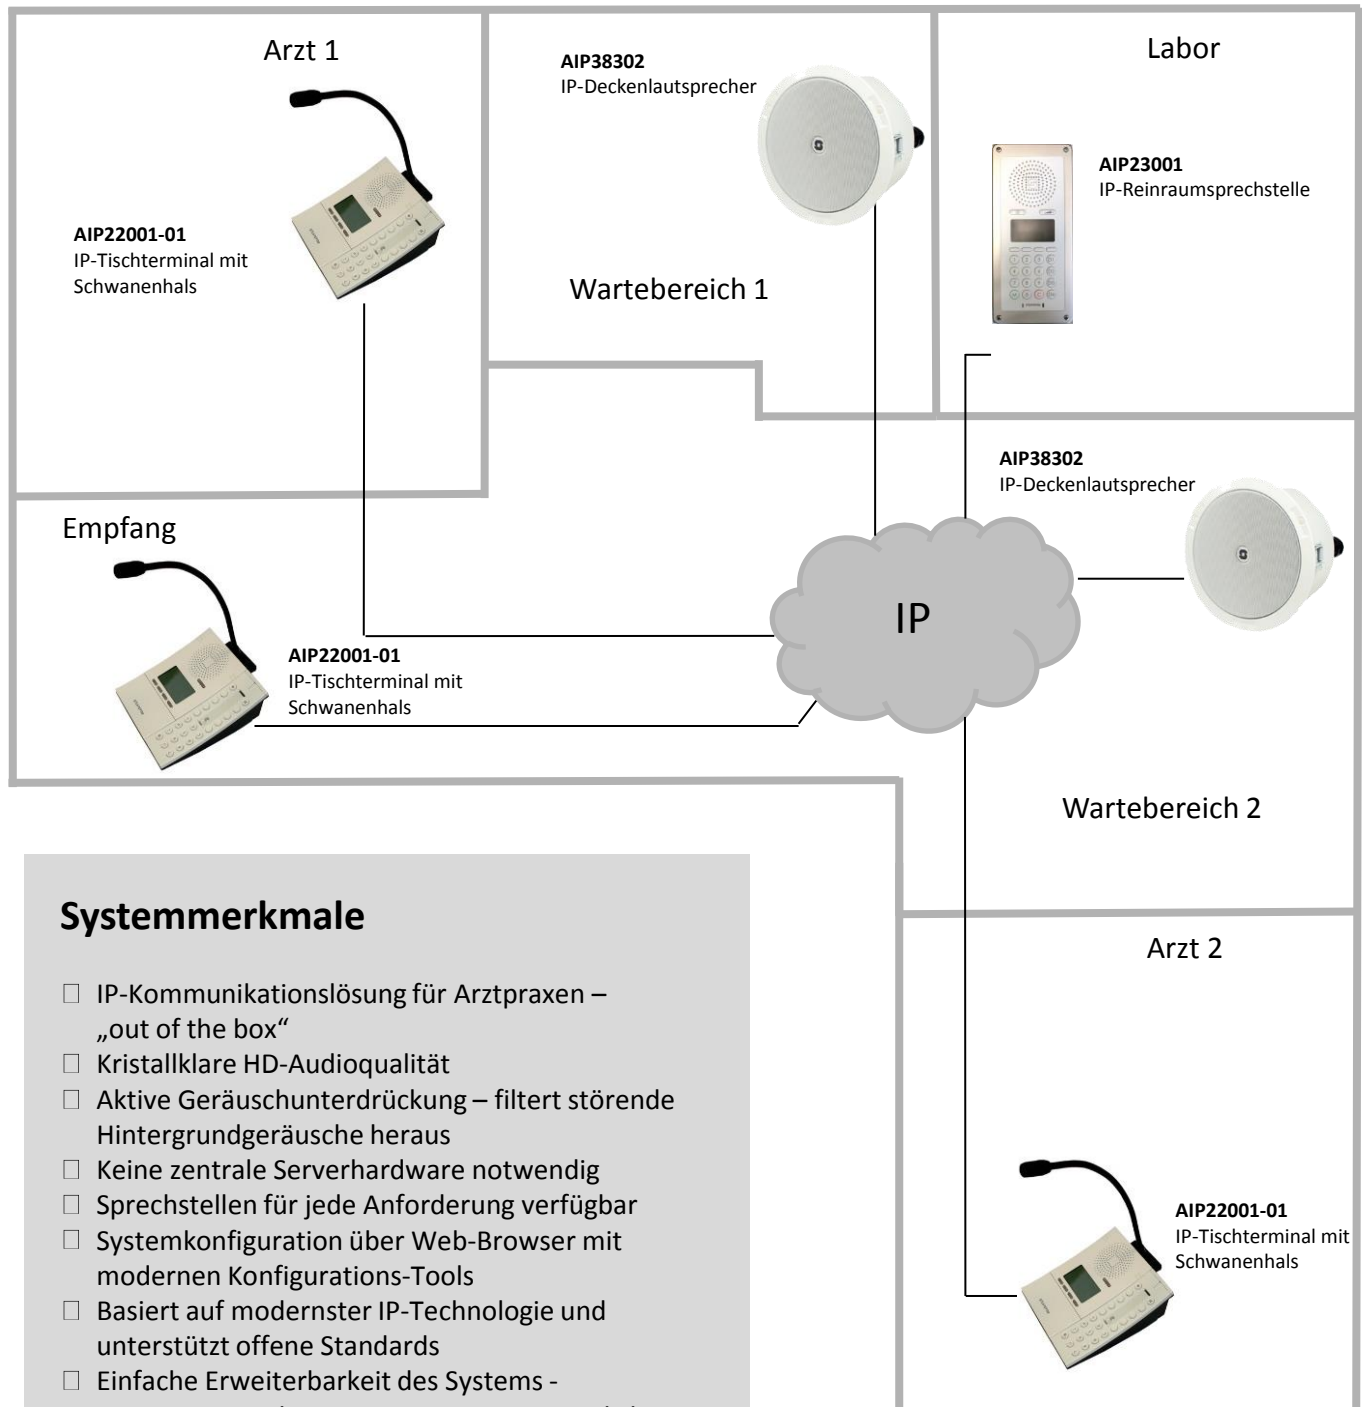 Arzt 1
AIP22001-01
IP-Tischterminal mit
Schwanenhals
AIP38302
IP-Deckenlautsprecher
Wartebereich 1
Labor
AIP23001
IP-Reinraumsprechstelle
AIP38302
IP-Deckenlautsprecher
Empfang
AIP22001-01
IP-Tischterminal mit
Schwanenhals
IP
Wartebereich 2
Arzt 2
AIP22001-01
IP-Tischterminal mit
Schwanenhals
Systemmerkmale
IP-Kommunikationslösung für Arztpraxen –
„out of the box“
Kristallklare HD-Audioqualität
Aktive Geräuschunterdrückung – filtert störende
Hintergrundgeräusche heraus
Keine zentrale Serverhardware notwendig
Sprechstellen für jede Anforderung verfügbar
Systemkonfiguration über Web-Browser mit
modernen Konfigurations-Tools
Basiert auf modernster IP-Technologie und
unterstützt offene Standards
Einfache Erweiterbarkeit des Systems -